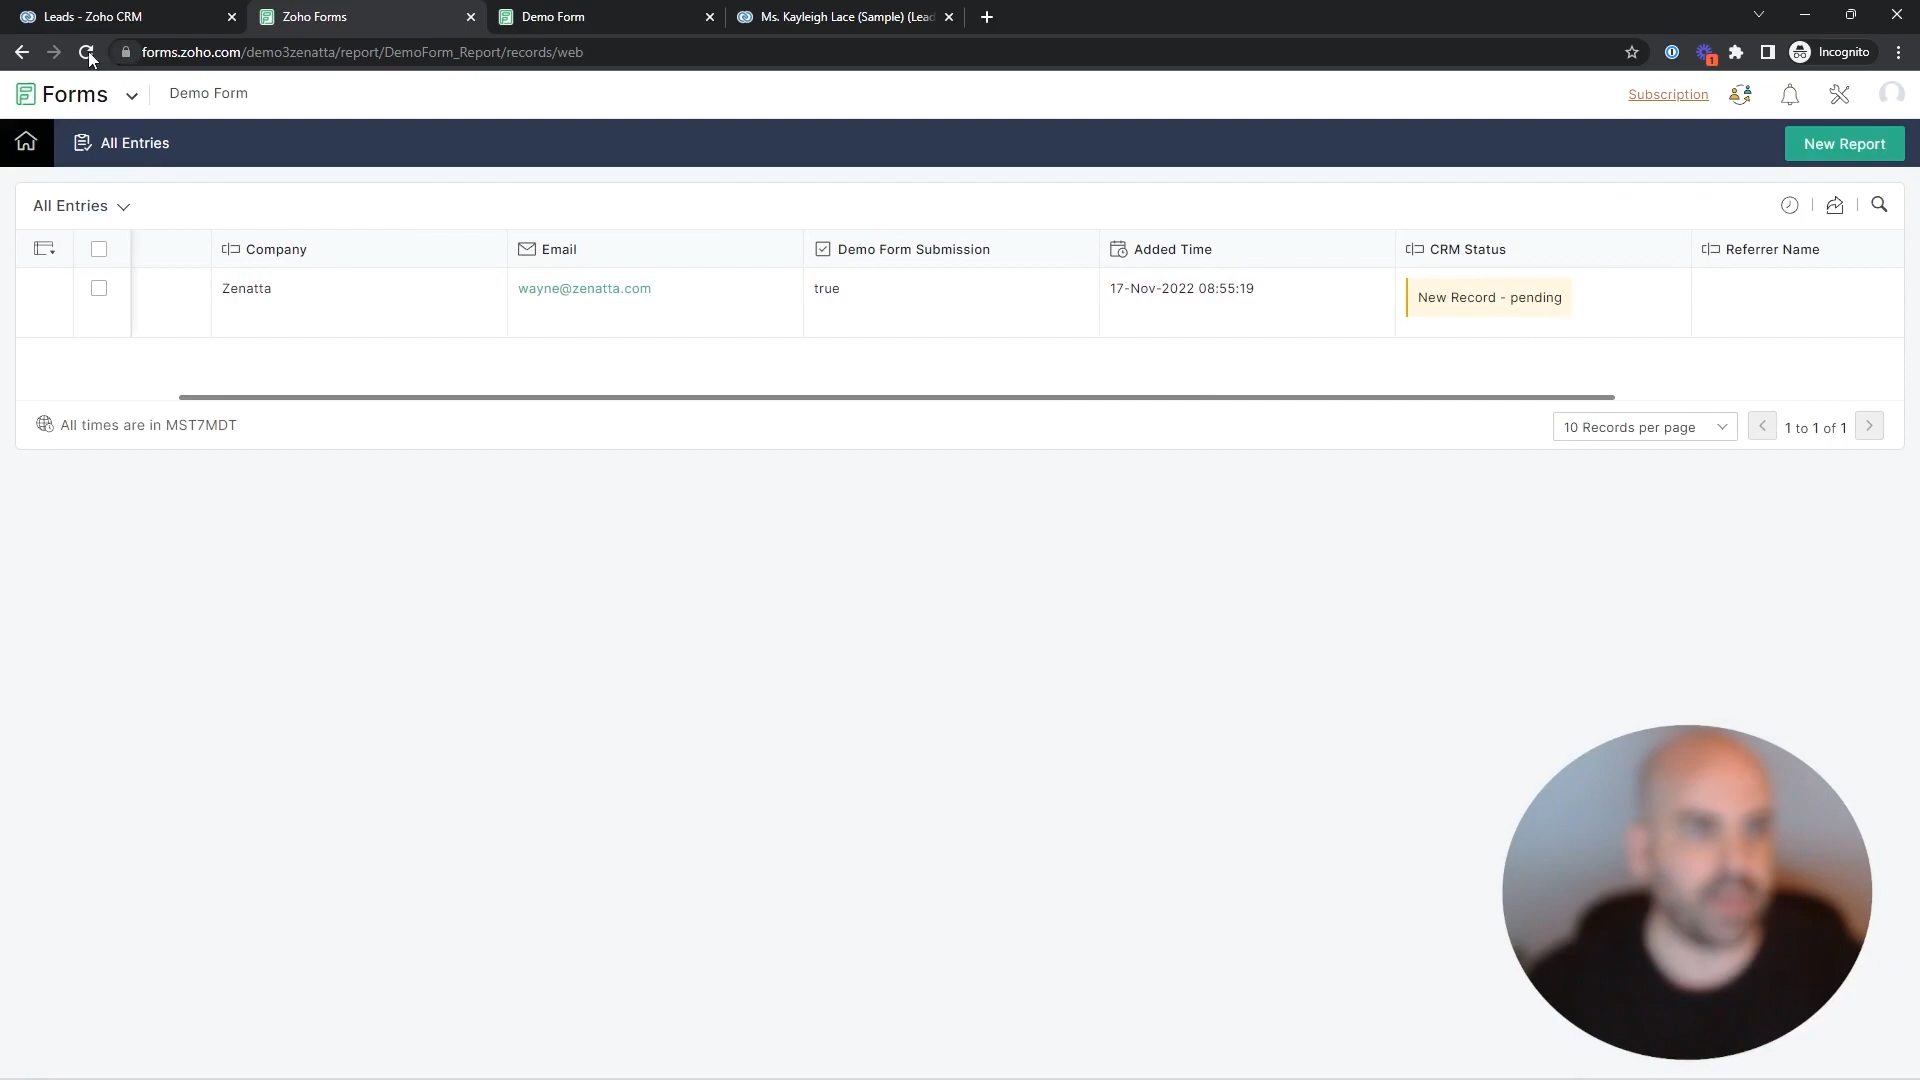 Leads - Zoho CRM
Zoho Forms
Demo Form
Ms. Kayleigh Lace (Sample) (Lead
forms.zoho.com/demo3zenatta/report/DemoForm_Report/records/web
1
Incognito
Forms
Demo Form
Subscription
All Entries
New Report
All Entries
Company
Email
Demo Form Submission
Added Time
CRM Status
Referrer Name
Zenatta
wayne@zenatta.com
true
17-Nov-2022 08:55:19
New Record - pending
All times are in MST7MDT
10 Records per page
1 to 1 of 1